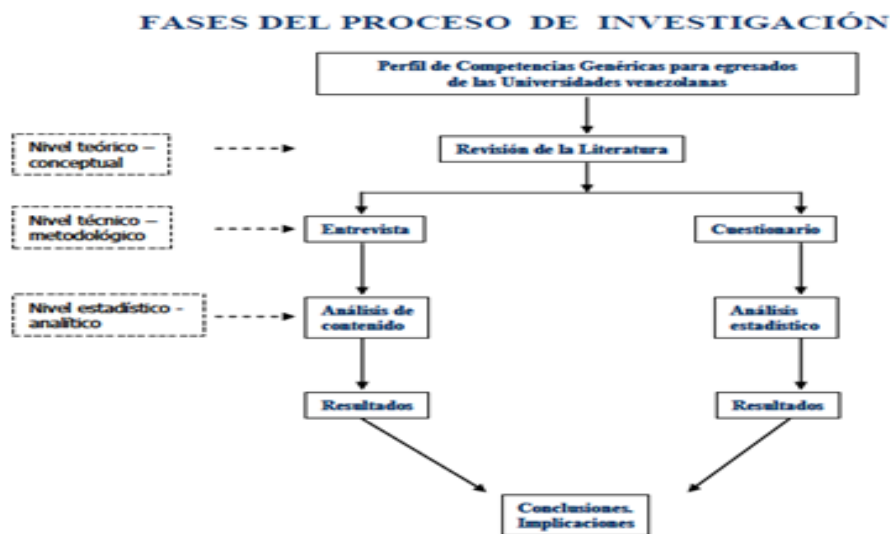 FASES DEL PROCESO DE INVESTIGACIÓN
Perfil de Competencias Genéricas para egresados
de las Universidades venezolanas
Nivel teórico –
conceptual
Revisión de la Literatura
Nivel técnico –
metodológico
Entrevista
Cuestionario
Nivel estadístico -
analítico
Análisis de
contenido
Análisis
estadístico
Resultados
Resultados
Conclusiones.
Implicaciones